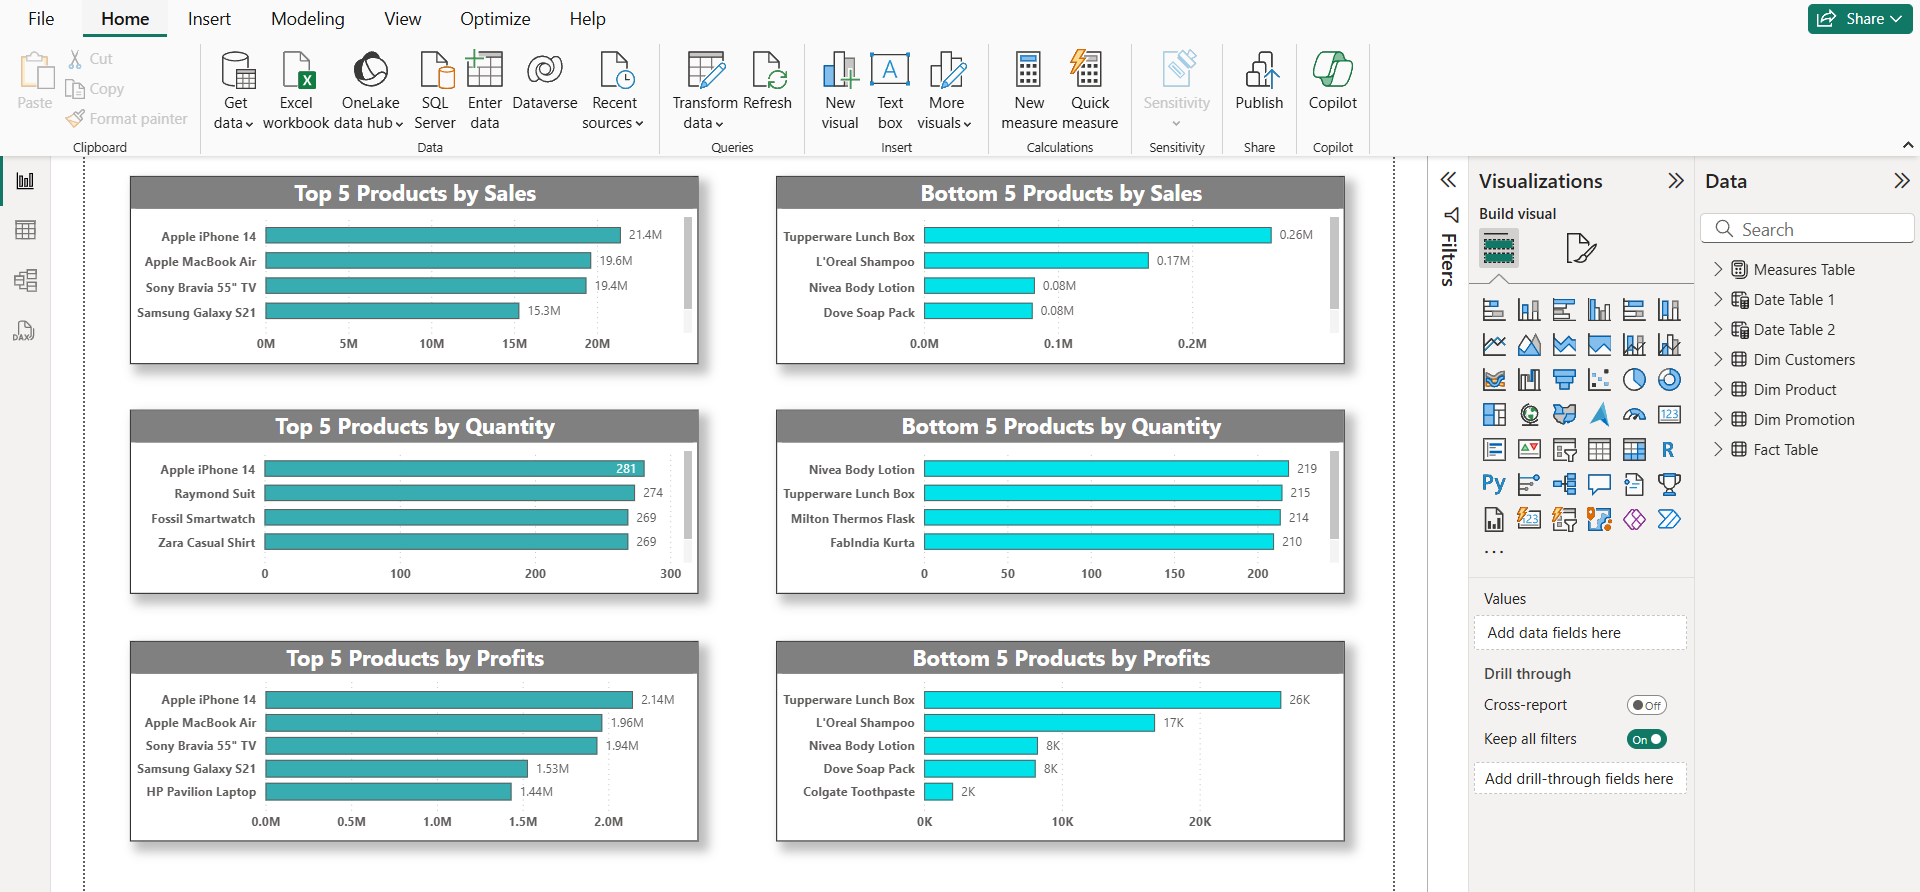 File
Home
Insert
Modeling
View
Optimize
Help
Share
Paste
Cut
Copy
Format painter
Clipboard
Get data
Excel workbook
OneLake data hub
SQL Server
Enter data
Dataverse
Recent sources
Data
Transform data
Refresh
Queries
New visual
Text box
More visuals
Insert
New measure
Quick measure
Calculations
Sensitivity
Sensitivity
Publish
Share
Copilot
Copilot
DAX
Top 5 Products by Sales
Apple iPhone 14 21.4M
Apple MacBook Air 19.6M
Sony Bravia 55" TV 19.4M
Samsung Galaxy S21 15.3M
0M 5M 10M 15M 20M
Bottom 5 Products by Sales
Tupperware Lunch Box 0.26M
L'Oreal Shampoo 0.17M
Nivea Body Lotion 0.08M
Dove Soap Pack 0.08M
0.0M 0.1M 0.2M
Top 5 Products by Quantity
Apple iPhone 14 281
Raymond Suit 274
Fossil Smartwatch 269
Zara Casual Shirt 269
0 100 200 300
Bottom 5 Products by Quantity
Nivea Body Lotion 219
Tupperware Lunch Box 215
Milton Thermos Flask 214
FabIndia Kurta 210
0 50 100 150 200
Top 5 Products by Profits
Apple iPhone 14 2.14M
Apple MacBook Air 1.96M
Sony Bravia 55" TV 1.94M
Samsung Galaxy S21 1.53M
HP Pavilion Laptop 1.44M
0.0M 0.5M 1.0M 1.5M 2.0M
Bottom 5 Products by Profits
Tupperware Lunch Box 26K
L'Oreal Shampoo 17K
Nivea Body Lotion 8K
Dove Soap Pack 8K
Colgate Toothpaste 2K
0K 10K 20K
Filters
Visualizations
Build visual
123
R
Py
123
...
Values
Add data fields here
Drill through
Cross-report Off
Keep all filters On
Add drill-through fields here
Data
Search
Measures Table
Date Table 1
Date Table 2
Dim Customers
Dim Product
Dim Promotion
Fact Table